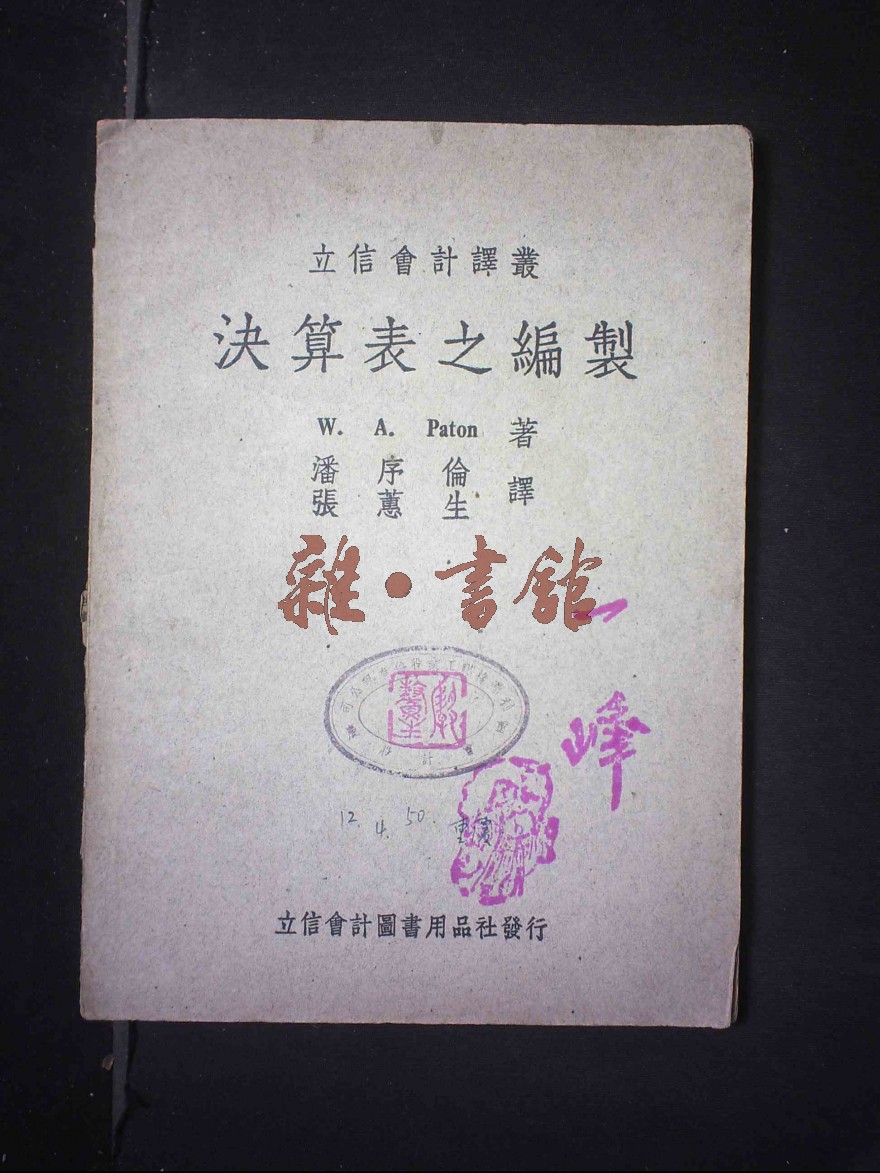 立信會計譯叢
決算表之編製
W. A. Paton 著
潘序倫
張蕙生 譯
雜·書館
峰
12. 4. 50.
立信會計圖書用品社發行